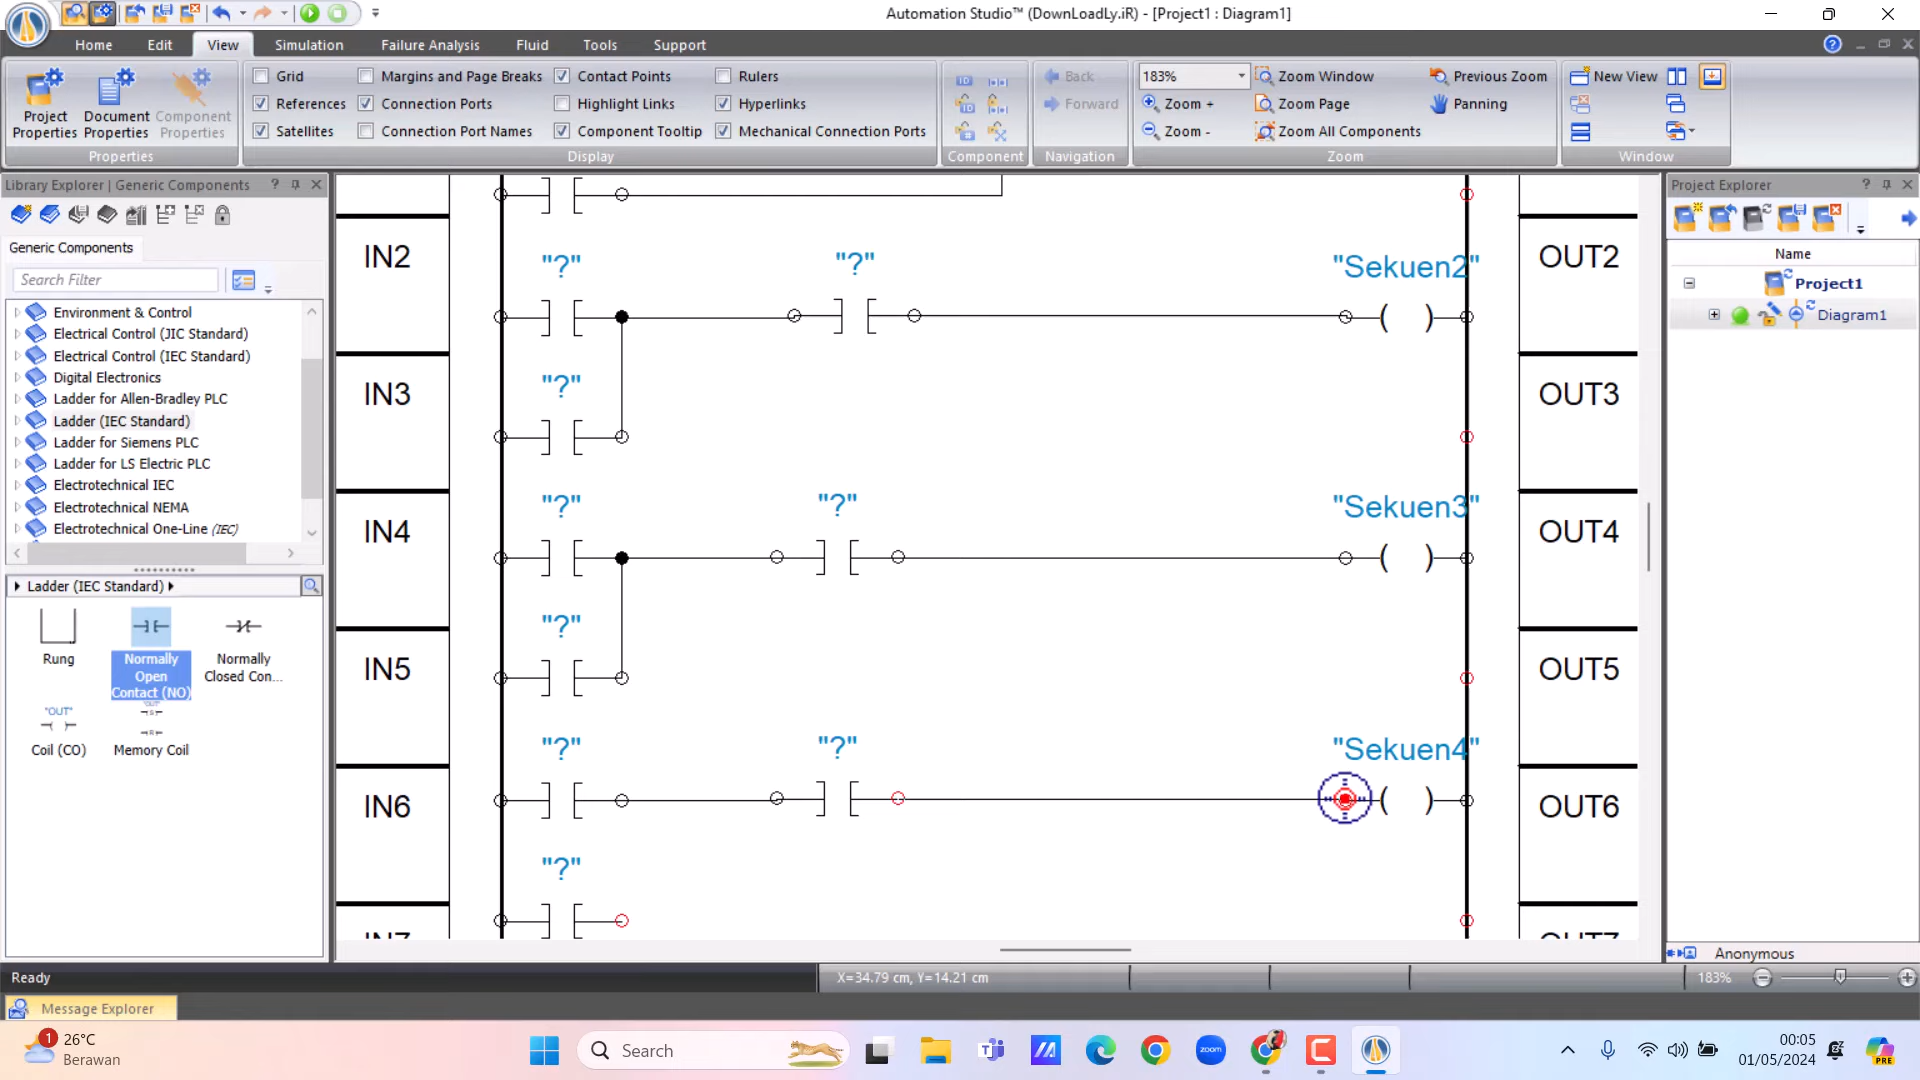 Automation Studio™ (DownLoadLy.iR) - [Project1 : Diagram1]
Home Edit View Simulation Failure Analysis Fluid Tools Support
Project Properties
Document Properties
Component Properties
Properties
Grid
References
Satellites
Margins and Page Breaks
Connection Ports
Connection Port Names
Contact Points
Highlight Links
Component Tooltip
Rulers
Hyperlinks
Mechanical Connection Ports
Display
Component
Back
Forward
Navigation
183%
Zoom +
Zoom -
Zoom Window
Zoom Page
Zoom All Components
Previous Zoom
Panning
Zoom
New View
Window
Library Explorer | Generic Components
Generic Components
Search Filter
Environment & Control
Electrical Control (JIC Standard)
Electrical Control (IEC Standard)
Digital Electronics
Ladder for Allen-Bradley PLC
Ladder (IEC Standard)
Ladder for Siemens PLC
Ladder for LS Electric PLC
Electrotechnical IEC
Electrotechnical NEMA
Electrotechnical One-Line (IEC)
Ladder (IEC Standard)
Rung
Normally Open Contact (NO)
Normally Closed Con...
"OUT"
Coil (CO)
"OUT"
Memory Coil
IN2
"?" "?" "Sekuen2"
OUT2
IN3
"?"
OUT3
IN4
"?" "?" "Sekuen3"
OUT4
IN5
"?"
OUT5
IN6
"?" "?" "Sekuen4"
OUT6
"?"
IN7
OUT7
Project Explorer
Name
Project1
Diagram1
Anonymous
Ready
X=34.79 cm, Y=14.21 cm
183%
Message Explorer
1
26°C
Berawan
Search
zoom
00:05
01/05/2024
PRE